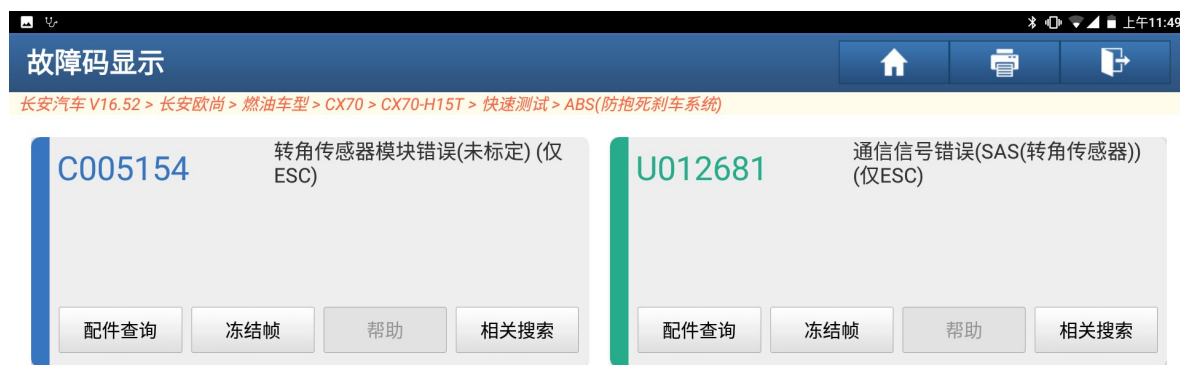 上午11:49
故障码显示
长安汽车 V16.52 > 长安欧尚 > 燃油车型 > CX70 > CX70-H15T > 快速测试 > ABS(防抱死刹车系统)
C005154
转角传感器模块错误(未标定) (仅
ESC)
配件查询 冻结帧 帮助 相关搜索
U012681
通信信号错误(SAS(转角传感器))
(仅ESC)
配件查询 冻结帧 帮助 相关搜索